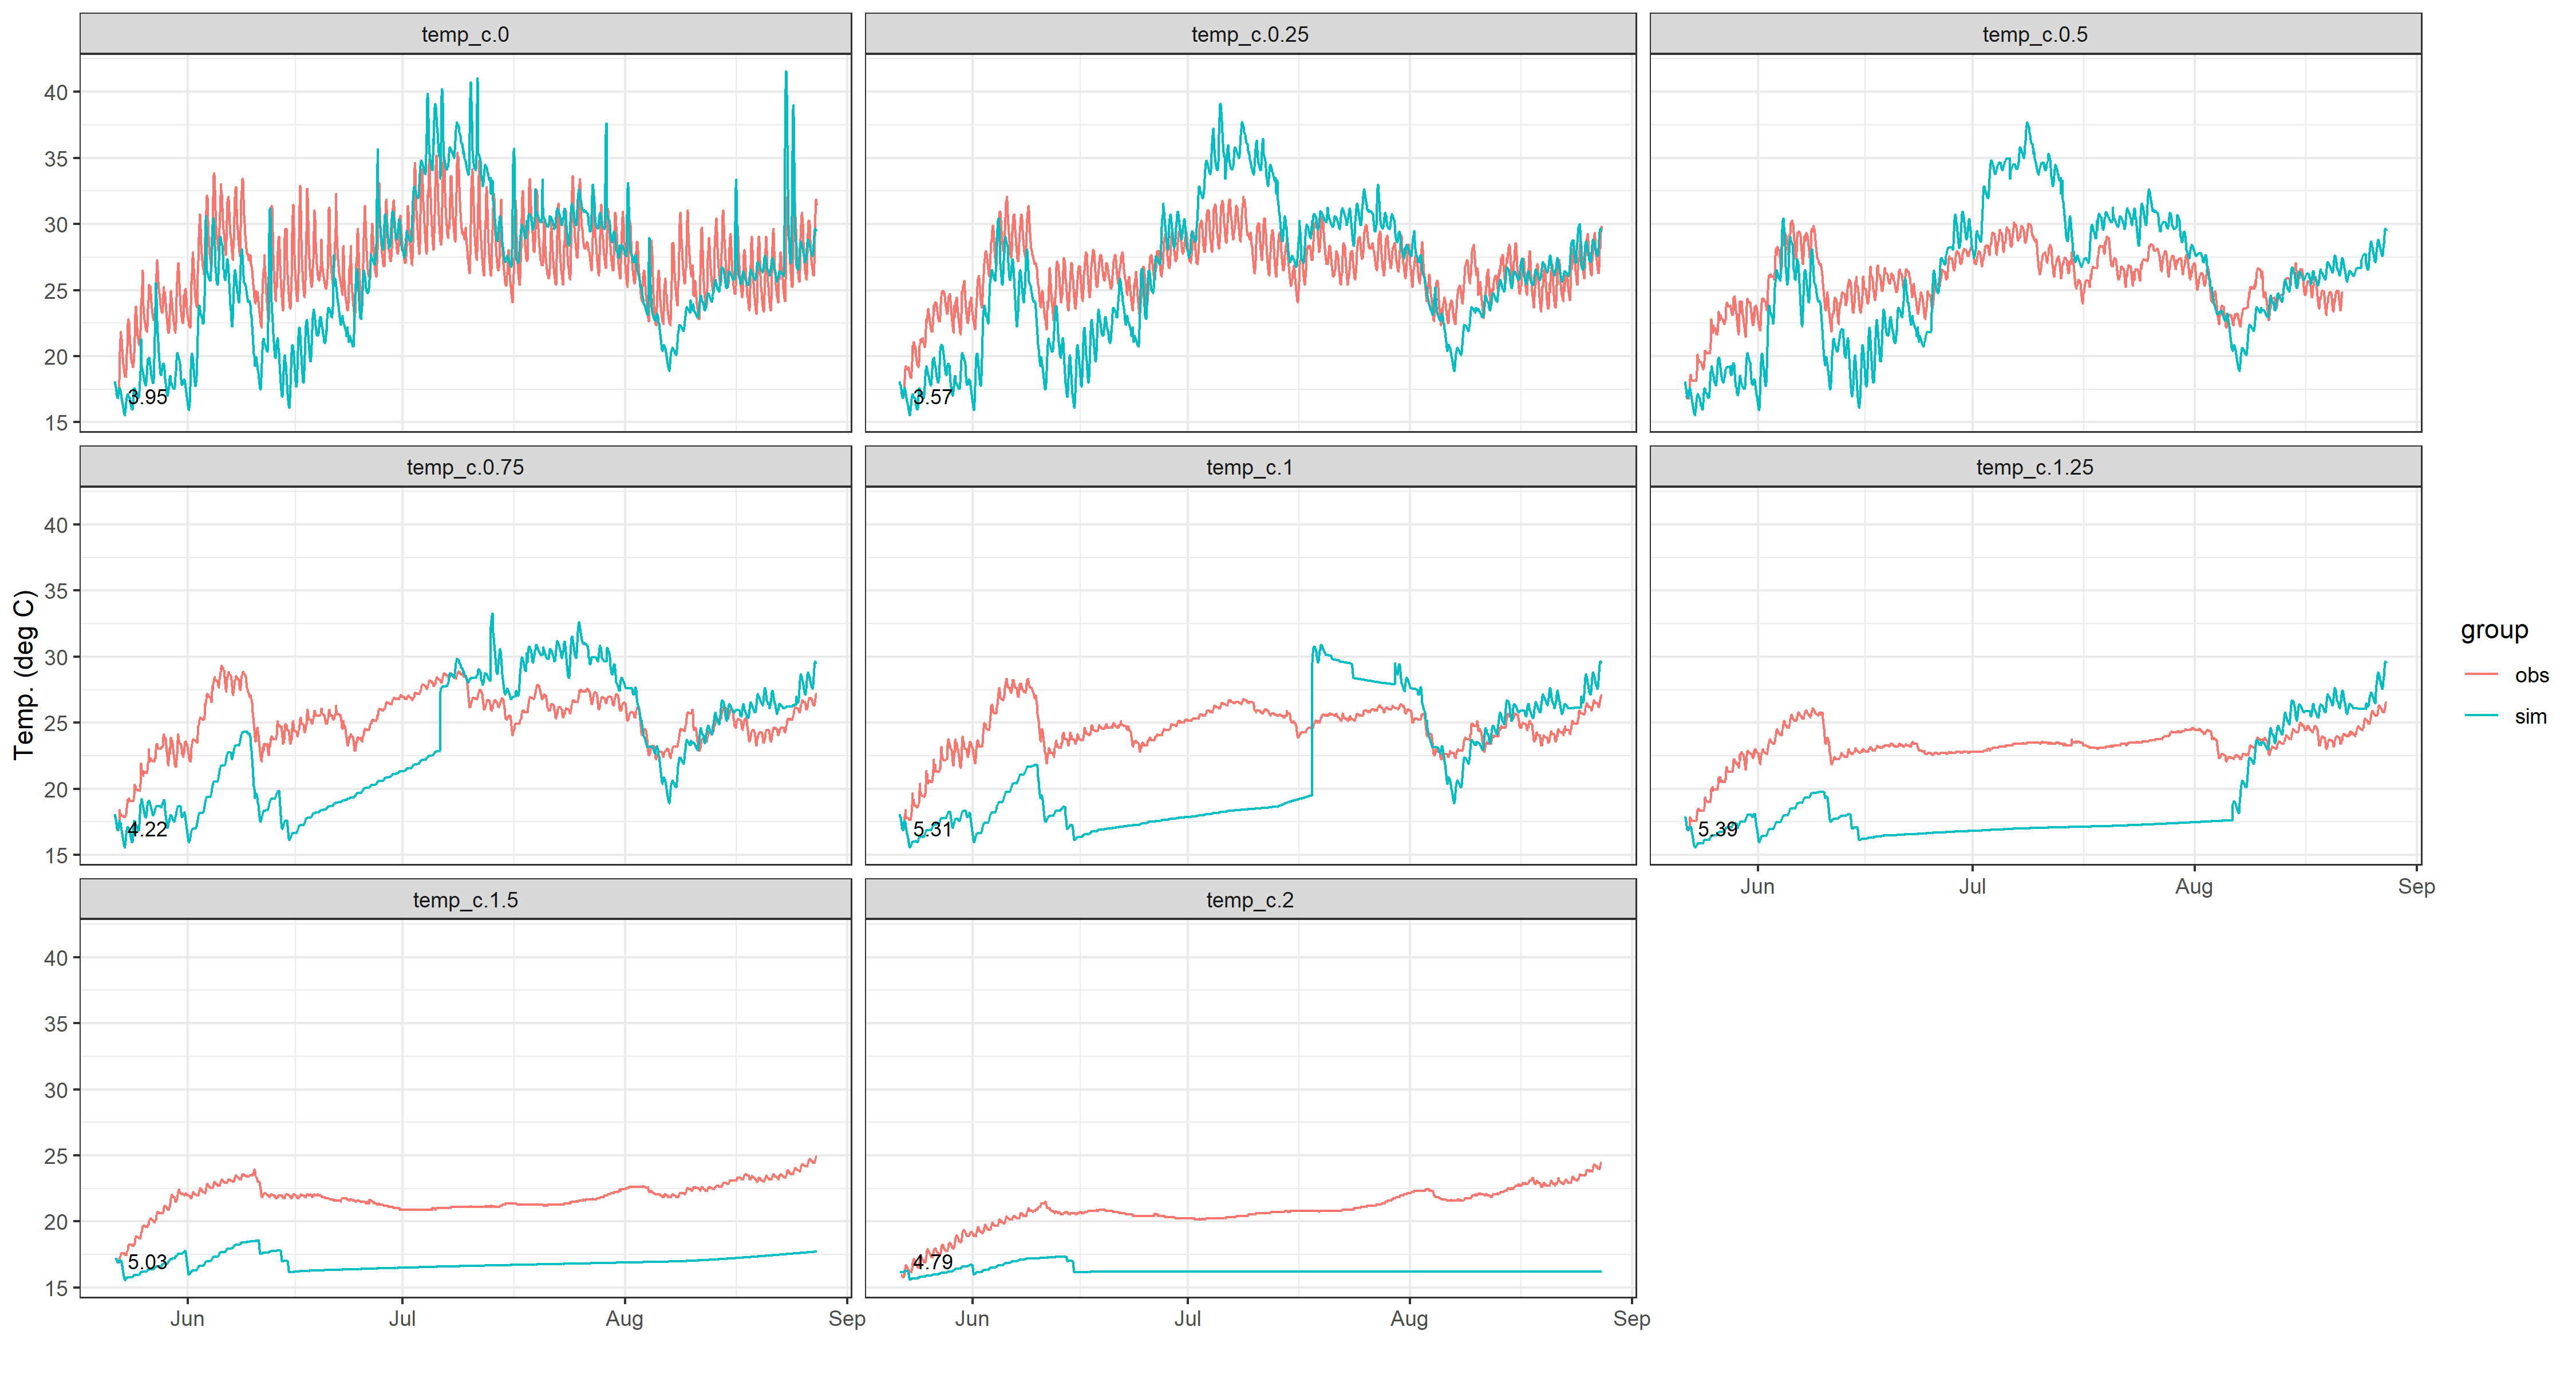 temp_c.0
temp_c.0.25
temp_c.0.5
40
35
30
25
20
15
3.95
3.57
temp_c.0.75
temp_c.1
temp_c.1.25
40
35
30
25
20
15
4.22
5.31
5.39
Jun
Jul
Aug
Sep
temp_c.1.5
temp_c.2
40
35
30
25
20
15
5.03
4.79
Jun
Jul
Aug
Sep
Jun
Jul
Aug
Sep
Temp. (deg C)
group
obs
sim